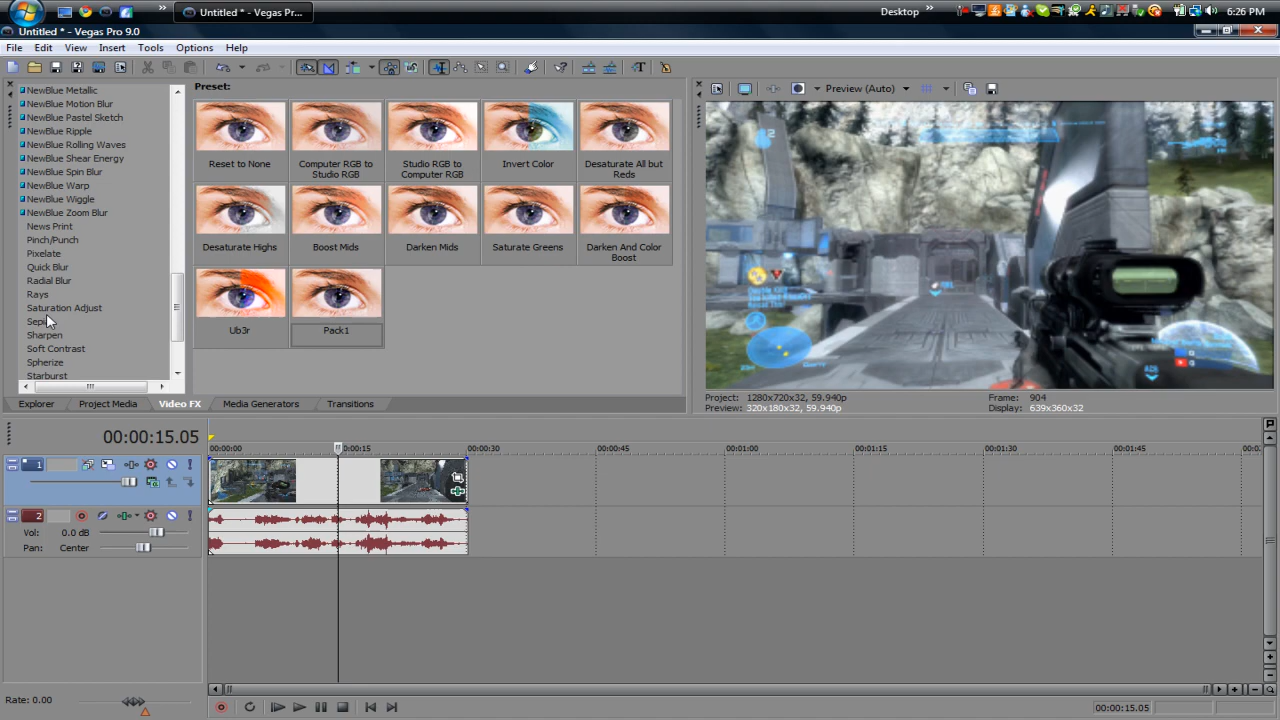 Untitled * - Vegas Pr...
Desktop
6:26 PM
Untitled * - Vegas Pro 9.0
File Edit View Insert Tools Options Help
NewBlue Metallic
NewBlue Motion Blur
NewBlue Pastel Sketch
NewBlue Ripple
NewBlue Rolling Waves
NewBlue Shear Energy
NewBlue Spin Blur
NewBlue Warp
NewBlue Wiggle
NewBlue Zoom Blur
News Print
Pinch/Punch
Pixelate
Quick Blur
Radial Blur
Rays
Saturation Adjust
Sharpen
Soft Contrast
Spherize
Starburst
Preset:
Reset to None
Computer RGB to
Studio RGB
Studio RGB to
Computer RGB
Invert Color
Desaturate All but
Reds
Desaturate Highs
Boost Mids
Darken Mids
Saturate Greens
Darken And Color
Boost
Ub3r
Pack1
Preview (Auto)
Project: 1280x720x32, 59.940p
Frame: 904
Preview: 320x180x32, 59.940p
Display: 639x360x32
Explorer Project Media Video FX Media Generators Transitions
00:00:15.05
00:00:00
0:00:15
00:00:30
00:00:45
00:01:00
00:01:15
00:01:30
00:01:45
00:0
1
2
Vol: 0.0 dB
Pan: Center
Rate: 0.00
00:00:15.05